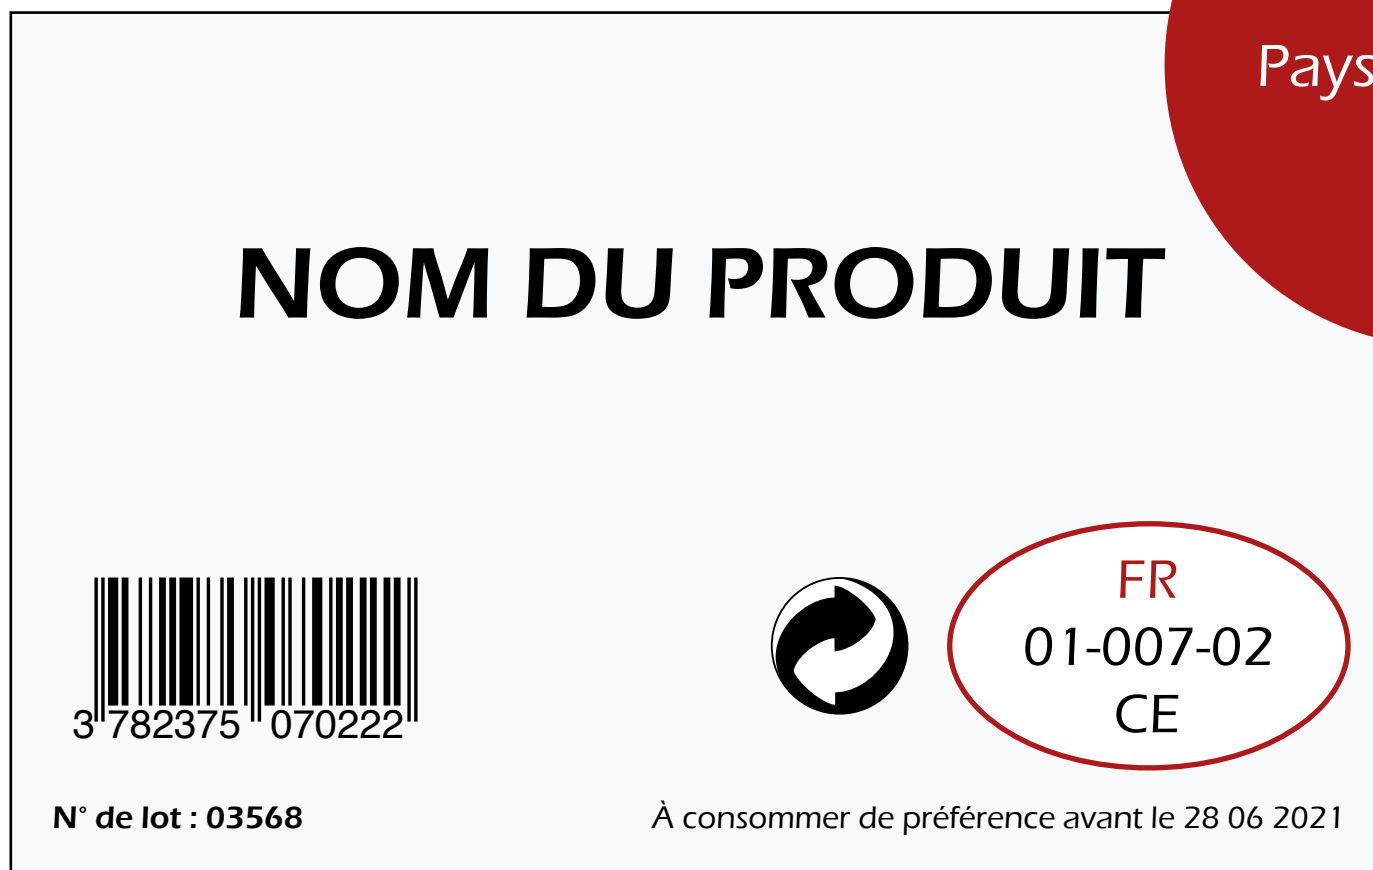 Pays
NOM DU PRODUIT
FR
01-007-02
CE
3 782375 070222
N° de lot : 03568
À consommer de préférence avant le 28 06 2021